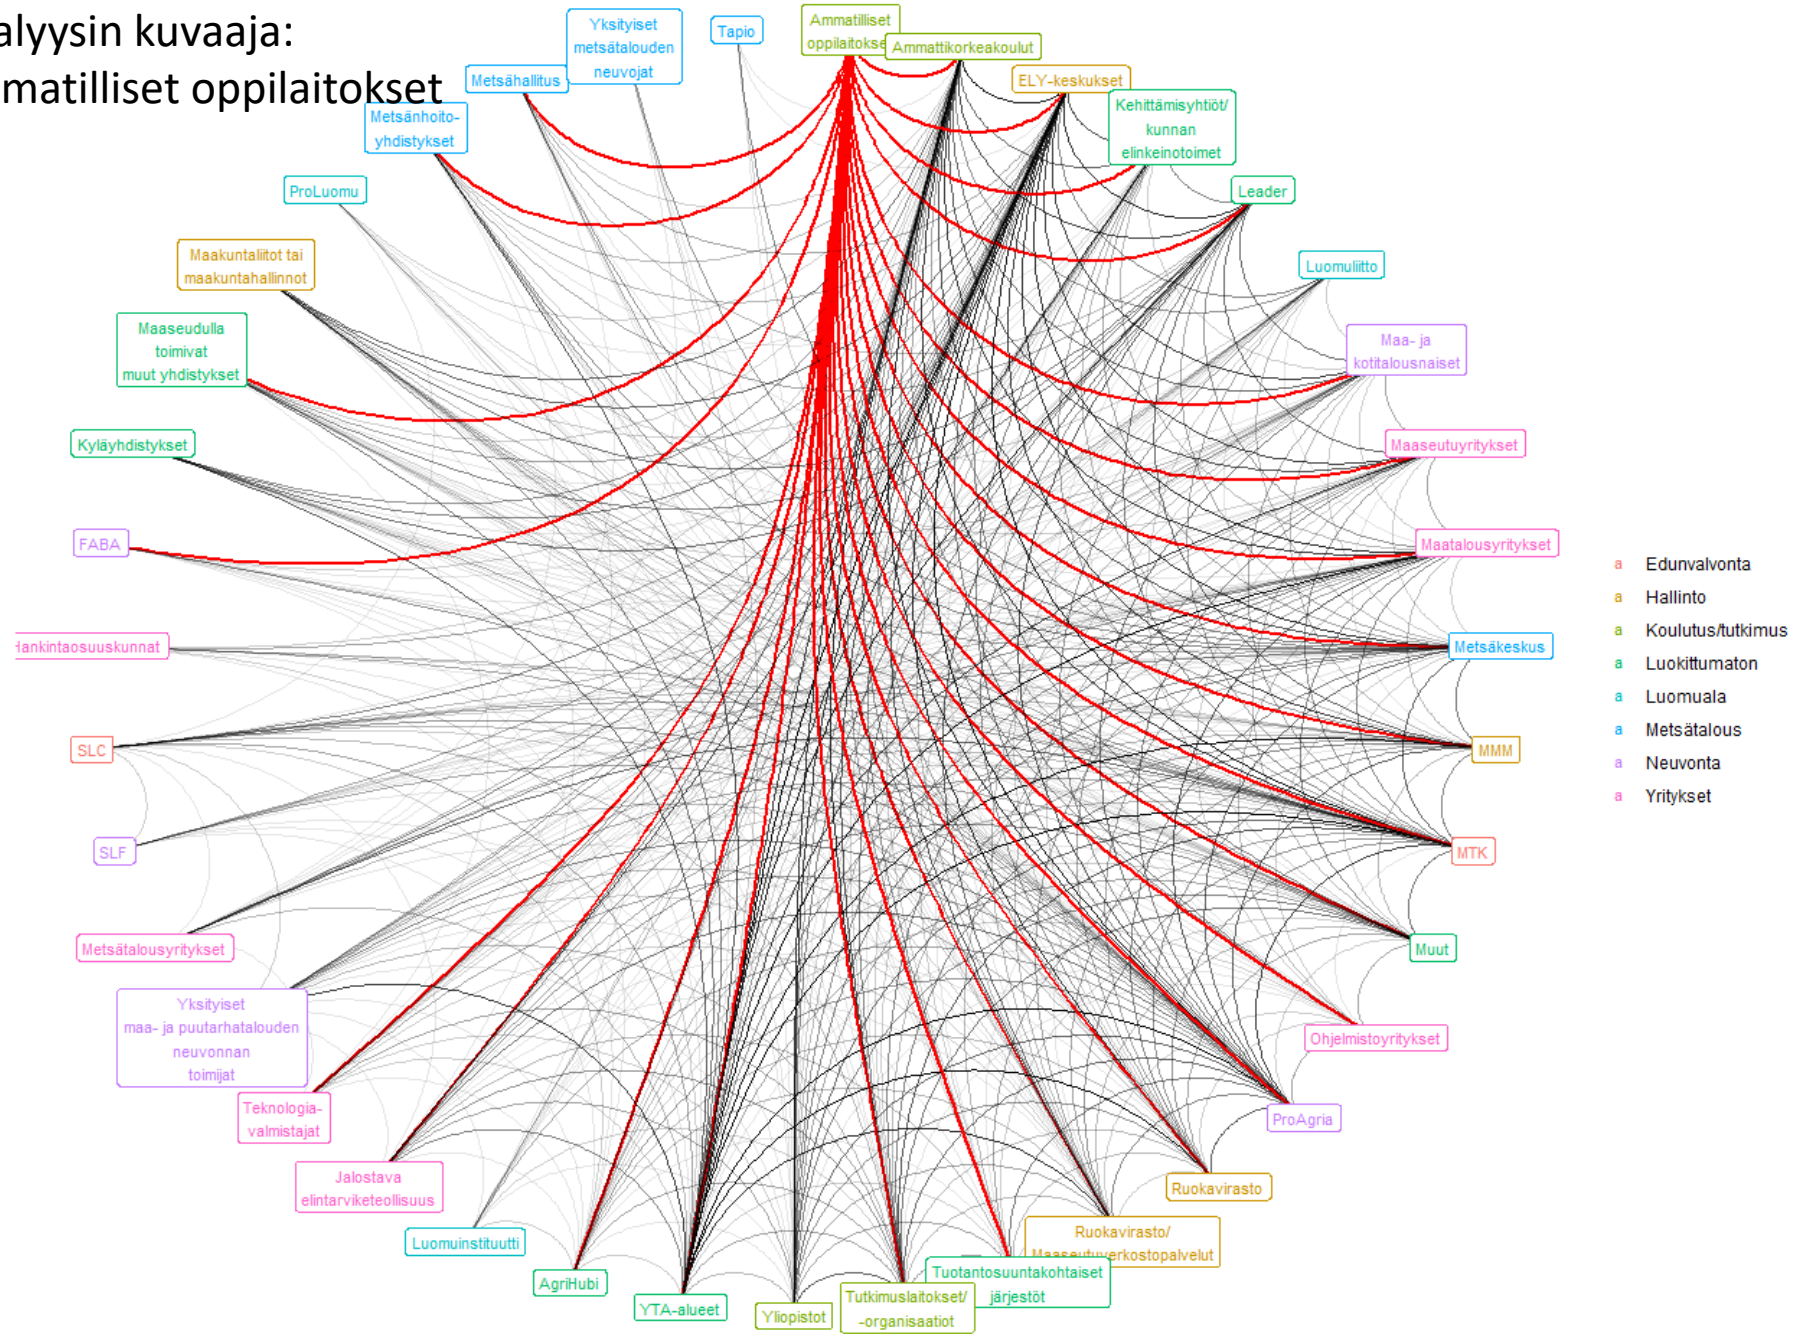 alyysin kuvaaja:
matilliset oppilaitokset
Yksityiset
metsätalouden
neuvojat
Tapio
Ammatilliset
oppilaitokset
Ammattikorkeakoulut
ELY-keskukset
Kehittämisyhtiöt/
kunnan
elinkeinotoimet
Leader
Luomuliitto
Maa- ja
kotitalousnaiset
Maaseutuyritykset
Maatalousyritykset
Metsäkeskus
MMM
MTK
Muut
Ohjelmistoyritykset
ProAgria
Ruokavirasto
Ruokavirasto/
Maaseutuverkostopalvelut
Tuotantosuuntakohtaiset
järjestöt
Tutkimuslaitokset/
-organisaatiot
Yliopistot
YTA-alueet
AgriHubi
Luomuinstituutti
Jalostava
elintarviketeollisuus
Teknologia-
valmistajat
Yksityiset
maa- ja puutarhatalouden
neuvonnan
toimijat
Metsätalousyritykset
SLF
SLC
Hankintaosuuskunnat
FABA
Kyläyhdistykset
Maaseudulla
toimivat
muut yhdistykset
Maakuntaliitot tai
maakuntahallinnot
ProLuomu
Metsänhoito-
yhdistykset
Metsähallitus
a Edunvalvonta
a Hallinto
a Koulutus/tutkimus
a Luokittumaton
a Luomuala
a Metsätalous
a Neuvonta
a Yritykset